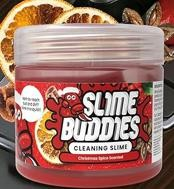 SLIME
BUDDIES
CLEANING SLIME
Christmas Spice Scented